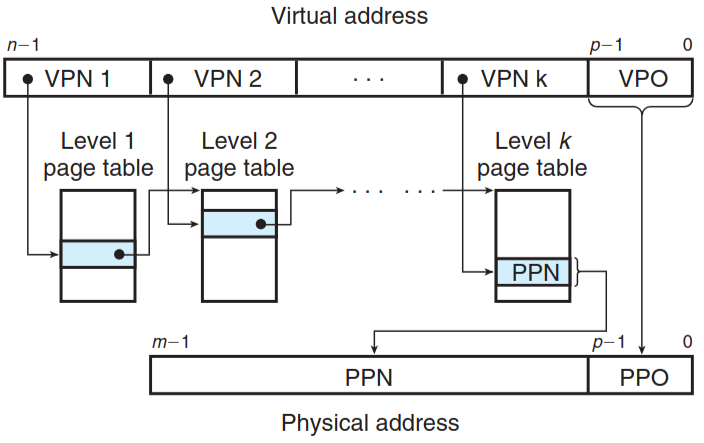 Virtual address
n–1 p–1 0
VPN 1 VPN 2 . . . VPN k VPO
Level 1 Level 2 Level k
page table page table page table
. . . . . .
PPN
m–1 p–1 0
PPN PPO
Physical address